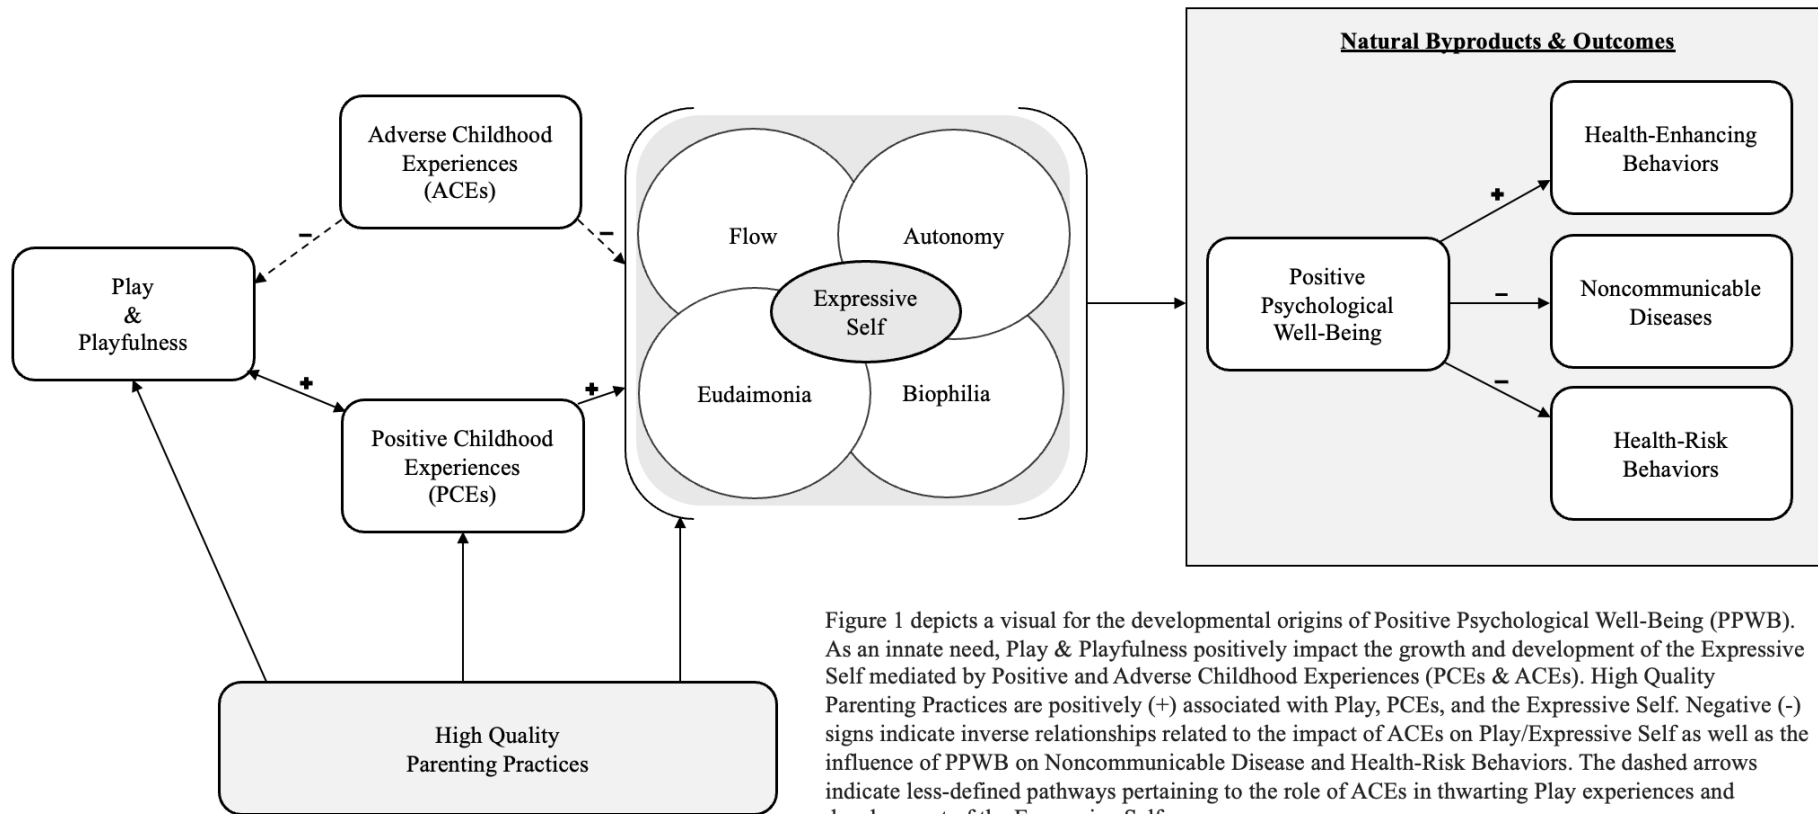 Natural Byproducts & Outcomes
Adverse Childhood
Experiences
(ACEs)
Health-Enhancing
Behaviors
–
–
+
Flow
Autonomy
Play
&
Playfulness
Expressive
Self
Positive
Psychological
Well-Being
–
Noncommunicable
Diseases
+
+
–
Eudaimonia
Biophilia
Positive Childhood
Experiences
(PCEs)
Health-Risk
Behaviors
High Quality
Parenting Practices
Figure 1 depicts a visual for the developmental origins of Positive Psychological Well-Being (PPWB).
As an innate need, Play & Playfulness positively impact the growth and development of the Expressive
Self mediated by Positive and Adverse Childhood Experiences (PCEs & ACEs). High Quality
Parenting Practices are positively (+) associated with Play, PCEs, and the Expressive Self. Negative (-)
signs indicate inverse relationships related to the impact of ACEs on Play/Expressive Self as well as the
influence of PPWB on Noncommunicable Disease and Health-Risk Behaviors. The dashed arrows
indicate less-defined pathways pertaining to the role of ACEs in thwarting Play experiences and